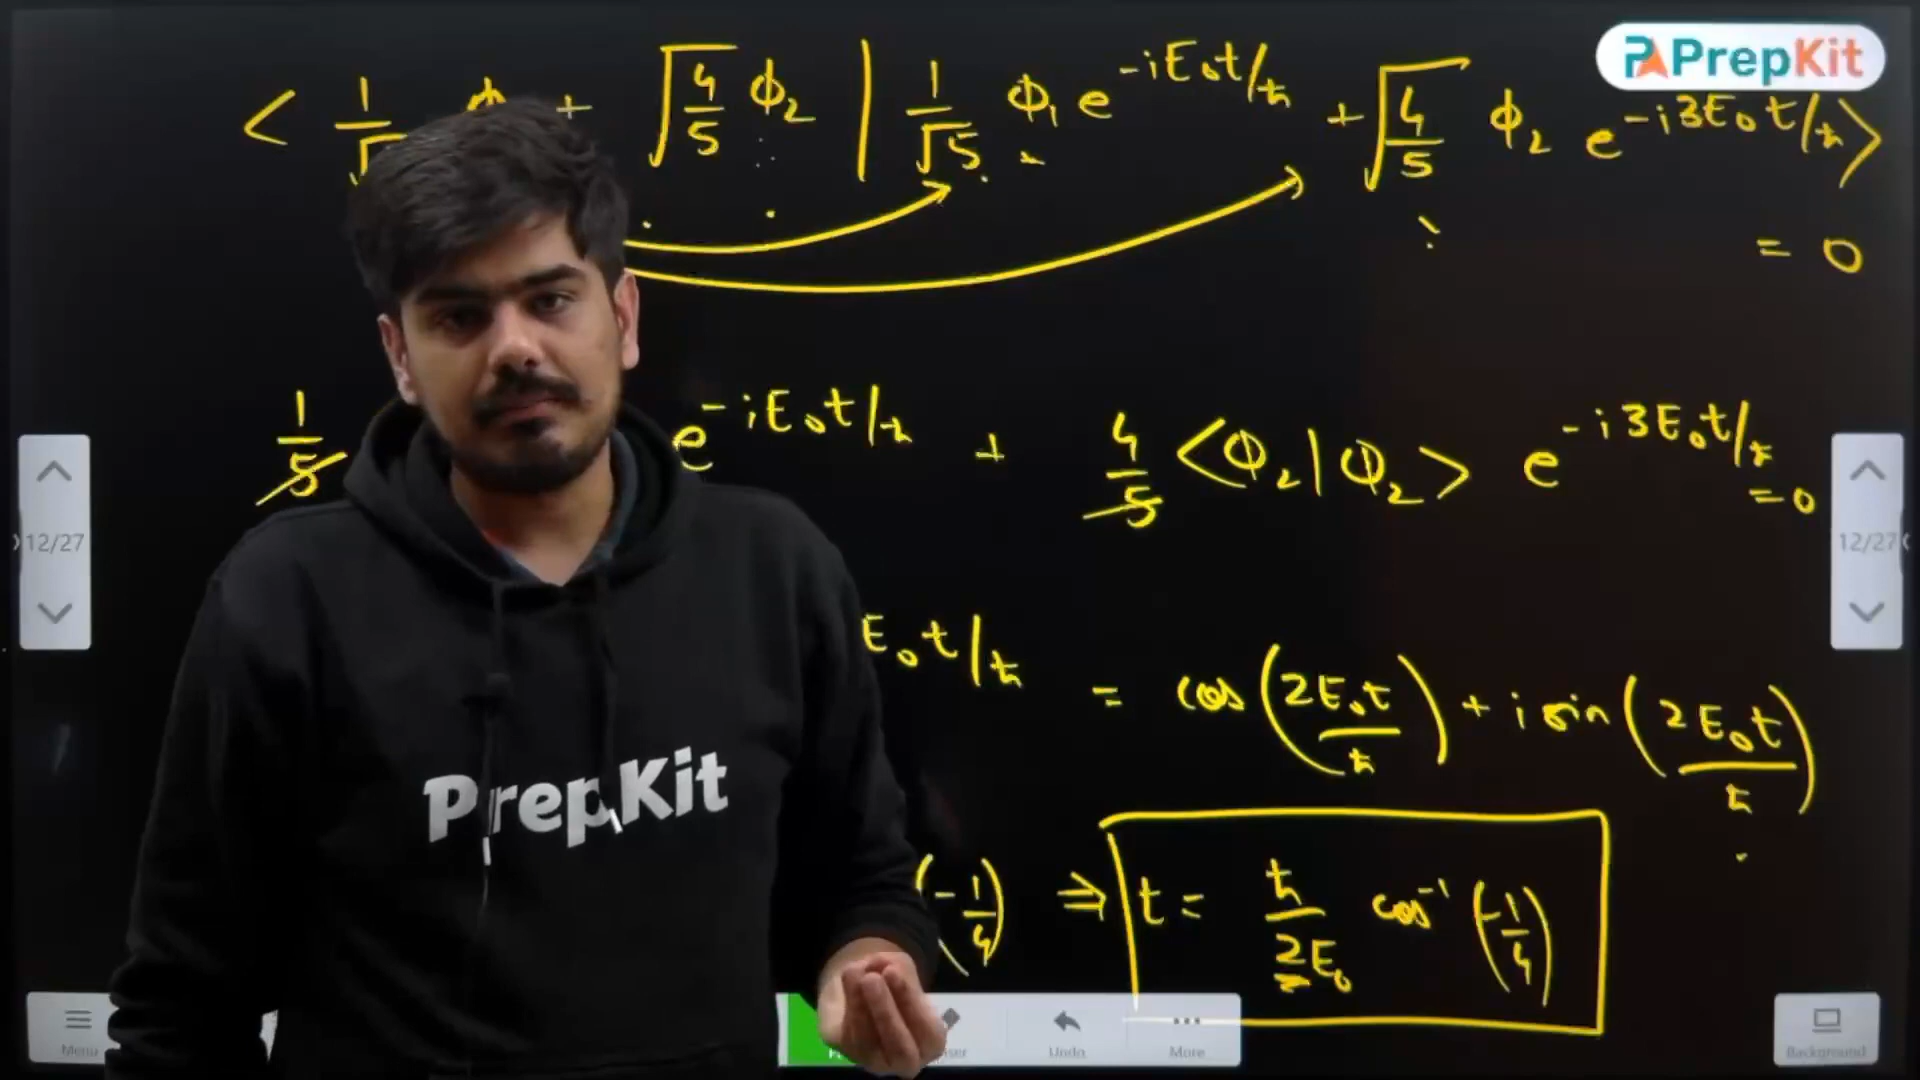 PrepKit
< 1/√ φ + √(4/5) φ₂ | 1/√5 φ₁ e^(-iE₀t/ħ) + √(4/5) φ₂ e^(-i3E₀t/ħ) >
= 0
1/5 e^(-iE₀t/ħ) + 4/5 <φ₂|φ₂> e^(-i3E₀t/ħ) = 0
12/27
12/27
E₀t/ħ = cos(2E₀t/ħ) + i sin(2E₀t/ħ)
PrepKit
(-1/4) ⇒ t = ħ/2E₀ cos⁻¹(-1/4)
Menu
Undo
More
Background